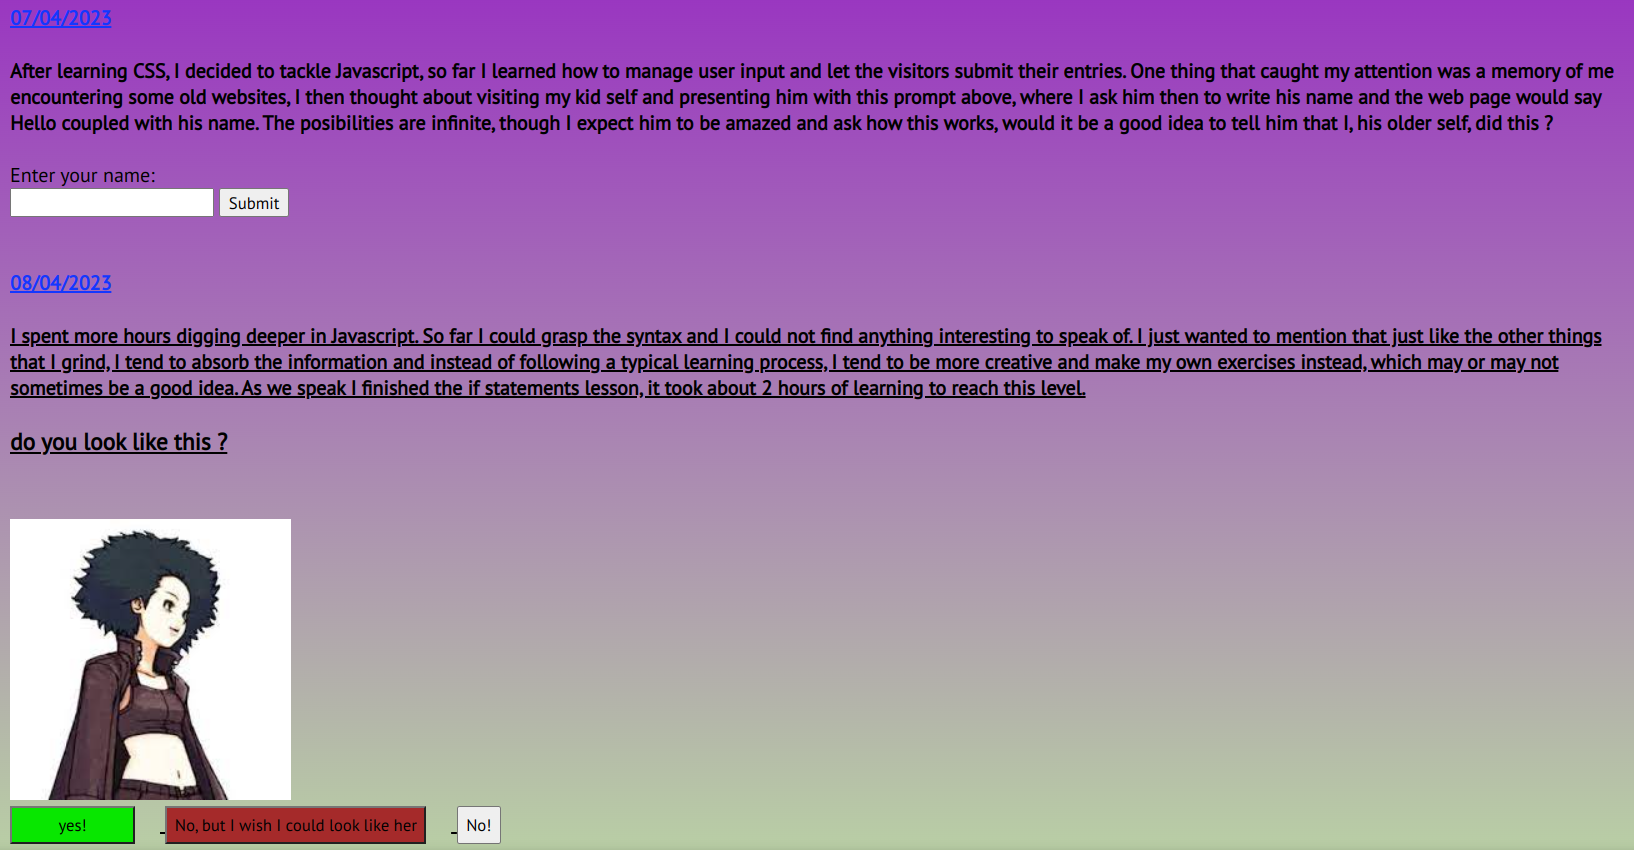 07/04/2023
After learning CSS, I decided to tackle Javascript, so far I learned how to manage user input and let the visitors submit their entries. One thing that caught my attention was a memory of me
encountering some old websites, I then thought about visiting my kid self and presenting him with this prompt above, where I ask him then to write his name and the web page would say
Hello coupled with his name. The posibilities are infinite, though I expect him to be amazed and ask how this works, would it be a good idea to tell him that I, his older self, did this ?
Enter your name:
Submit
08/04/2023
I spent more hours digging deeper in Javascript. So far I could grasp the syntax and I could not find anything interesting to speak of. I just wanted to mention that just like the other things
that I grind, I tend to absorb the information and instead of following a typical learning process, I tend to be more creative and make my own exercises instead, which may or may not
sometimes be a good idea. As we speak I finished the if statements lesson, it took about 2 hours of learning to reach this level.
do you look like this ?
yes! No, but I wish I could look like her No!